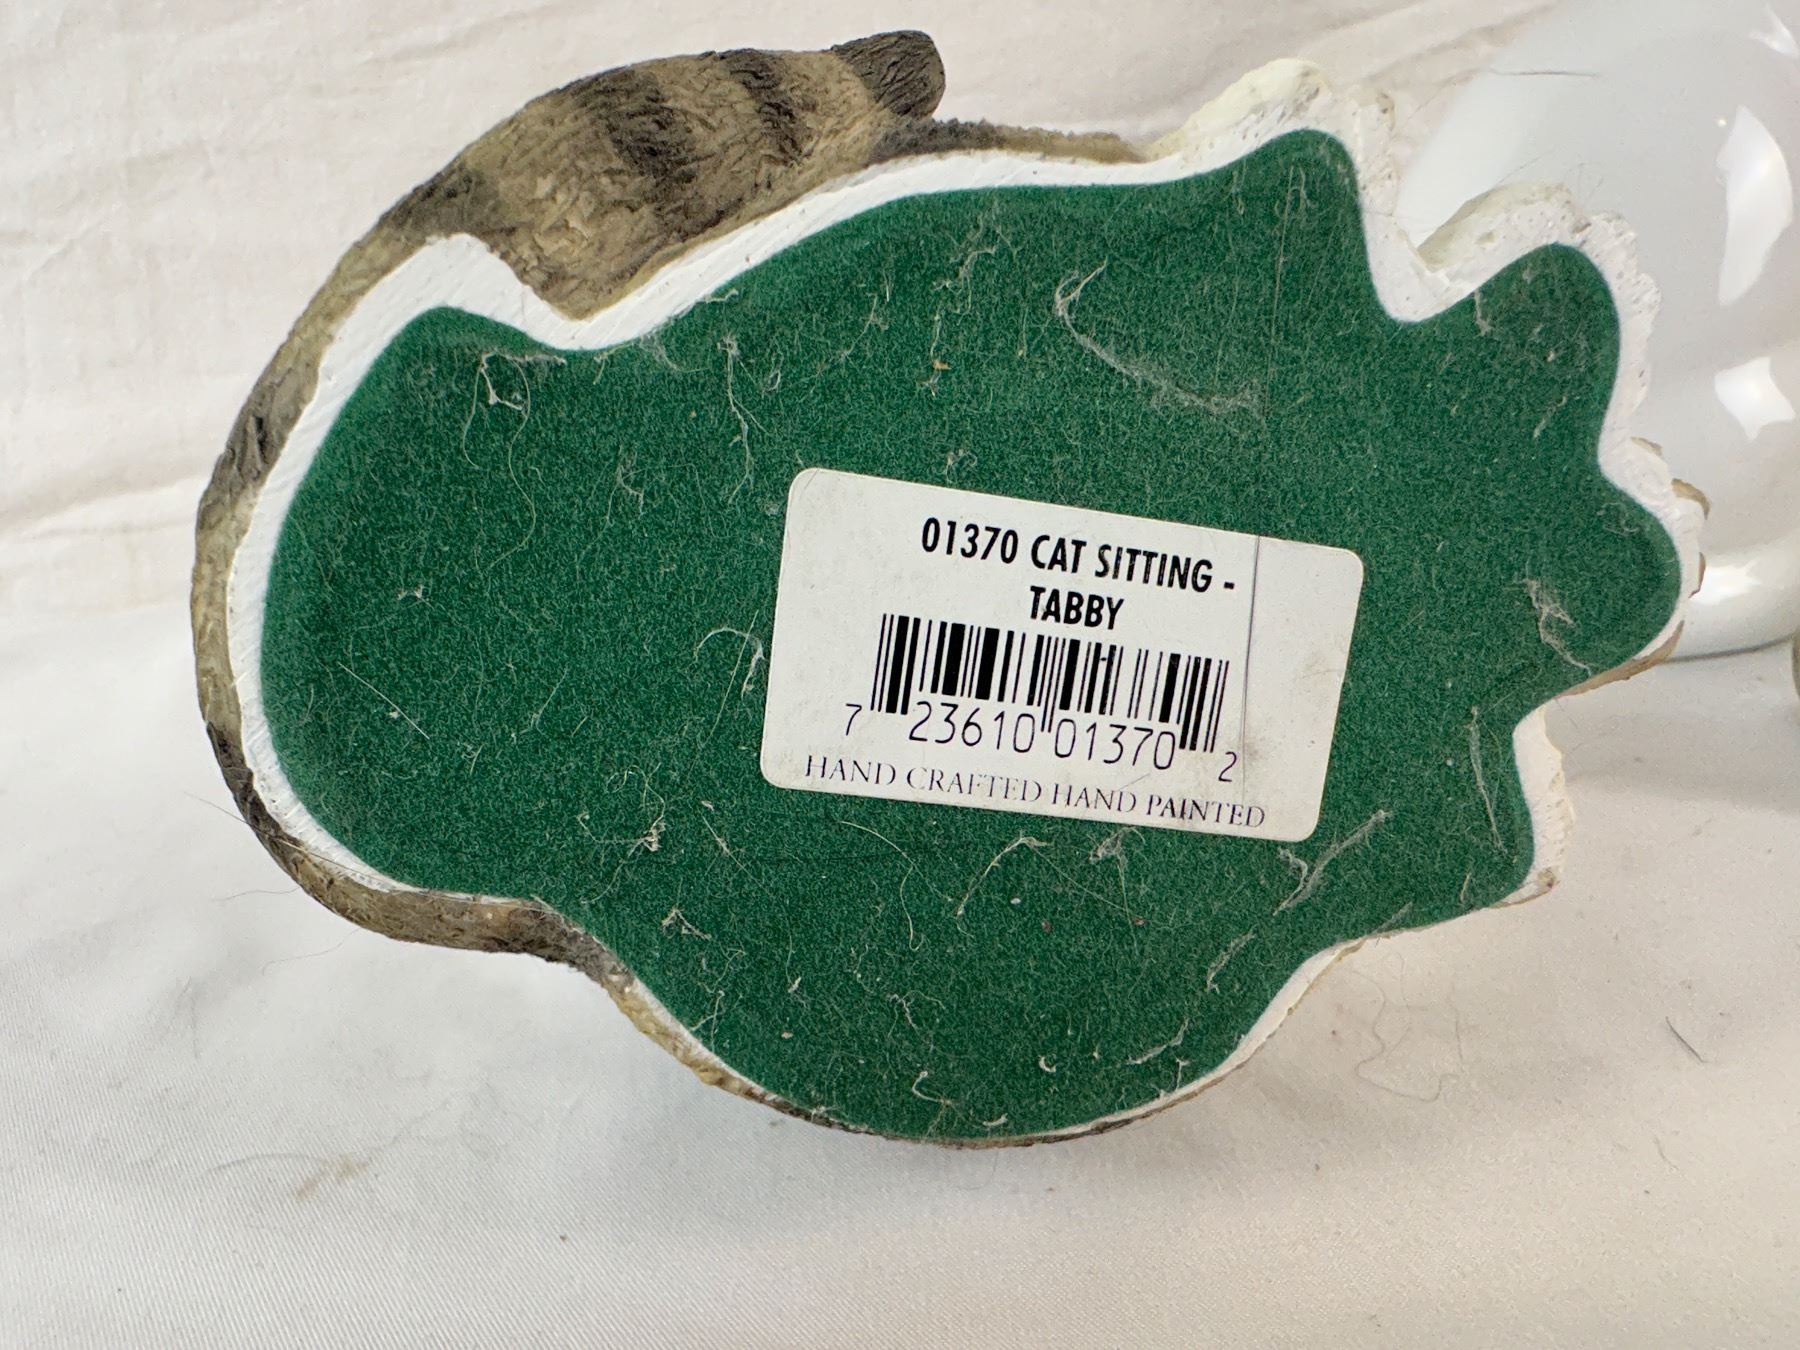 01370 CAT SITTING -
TABBY
7 23610 01370 2
HAND CRAFTED HAND PAINTED